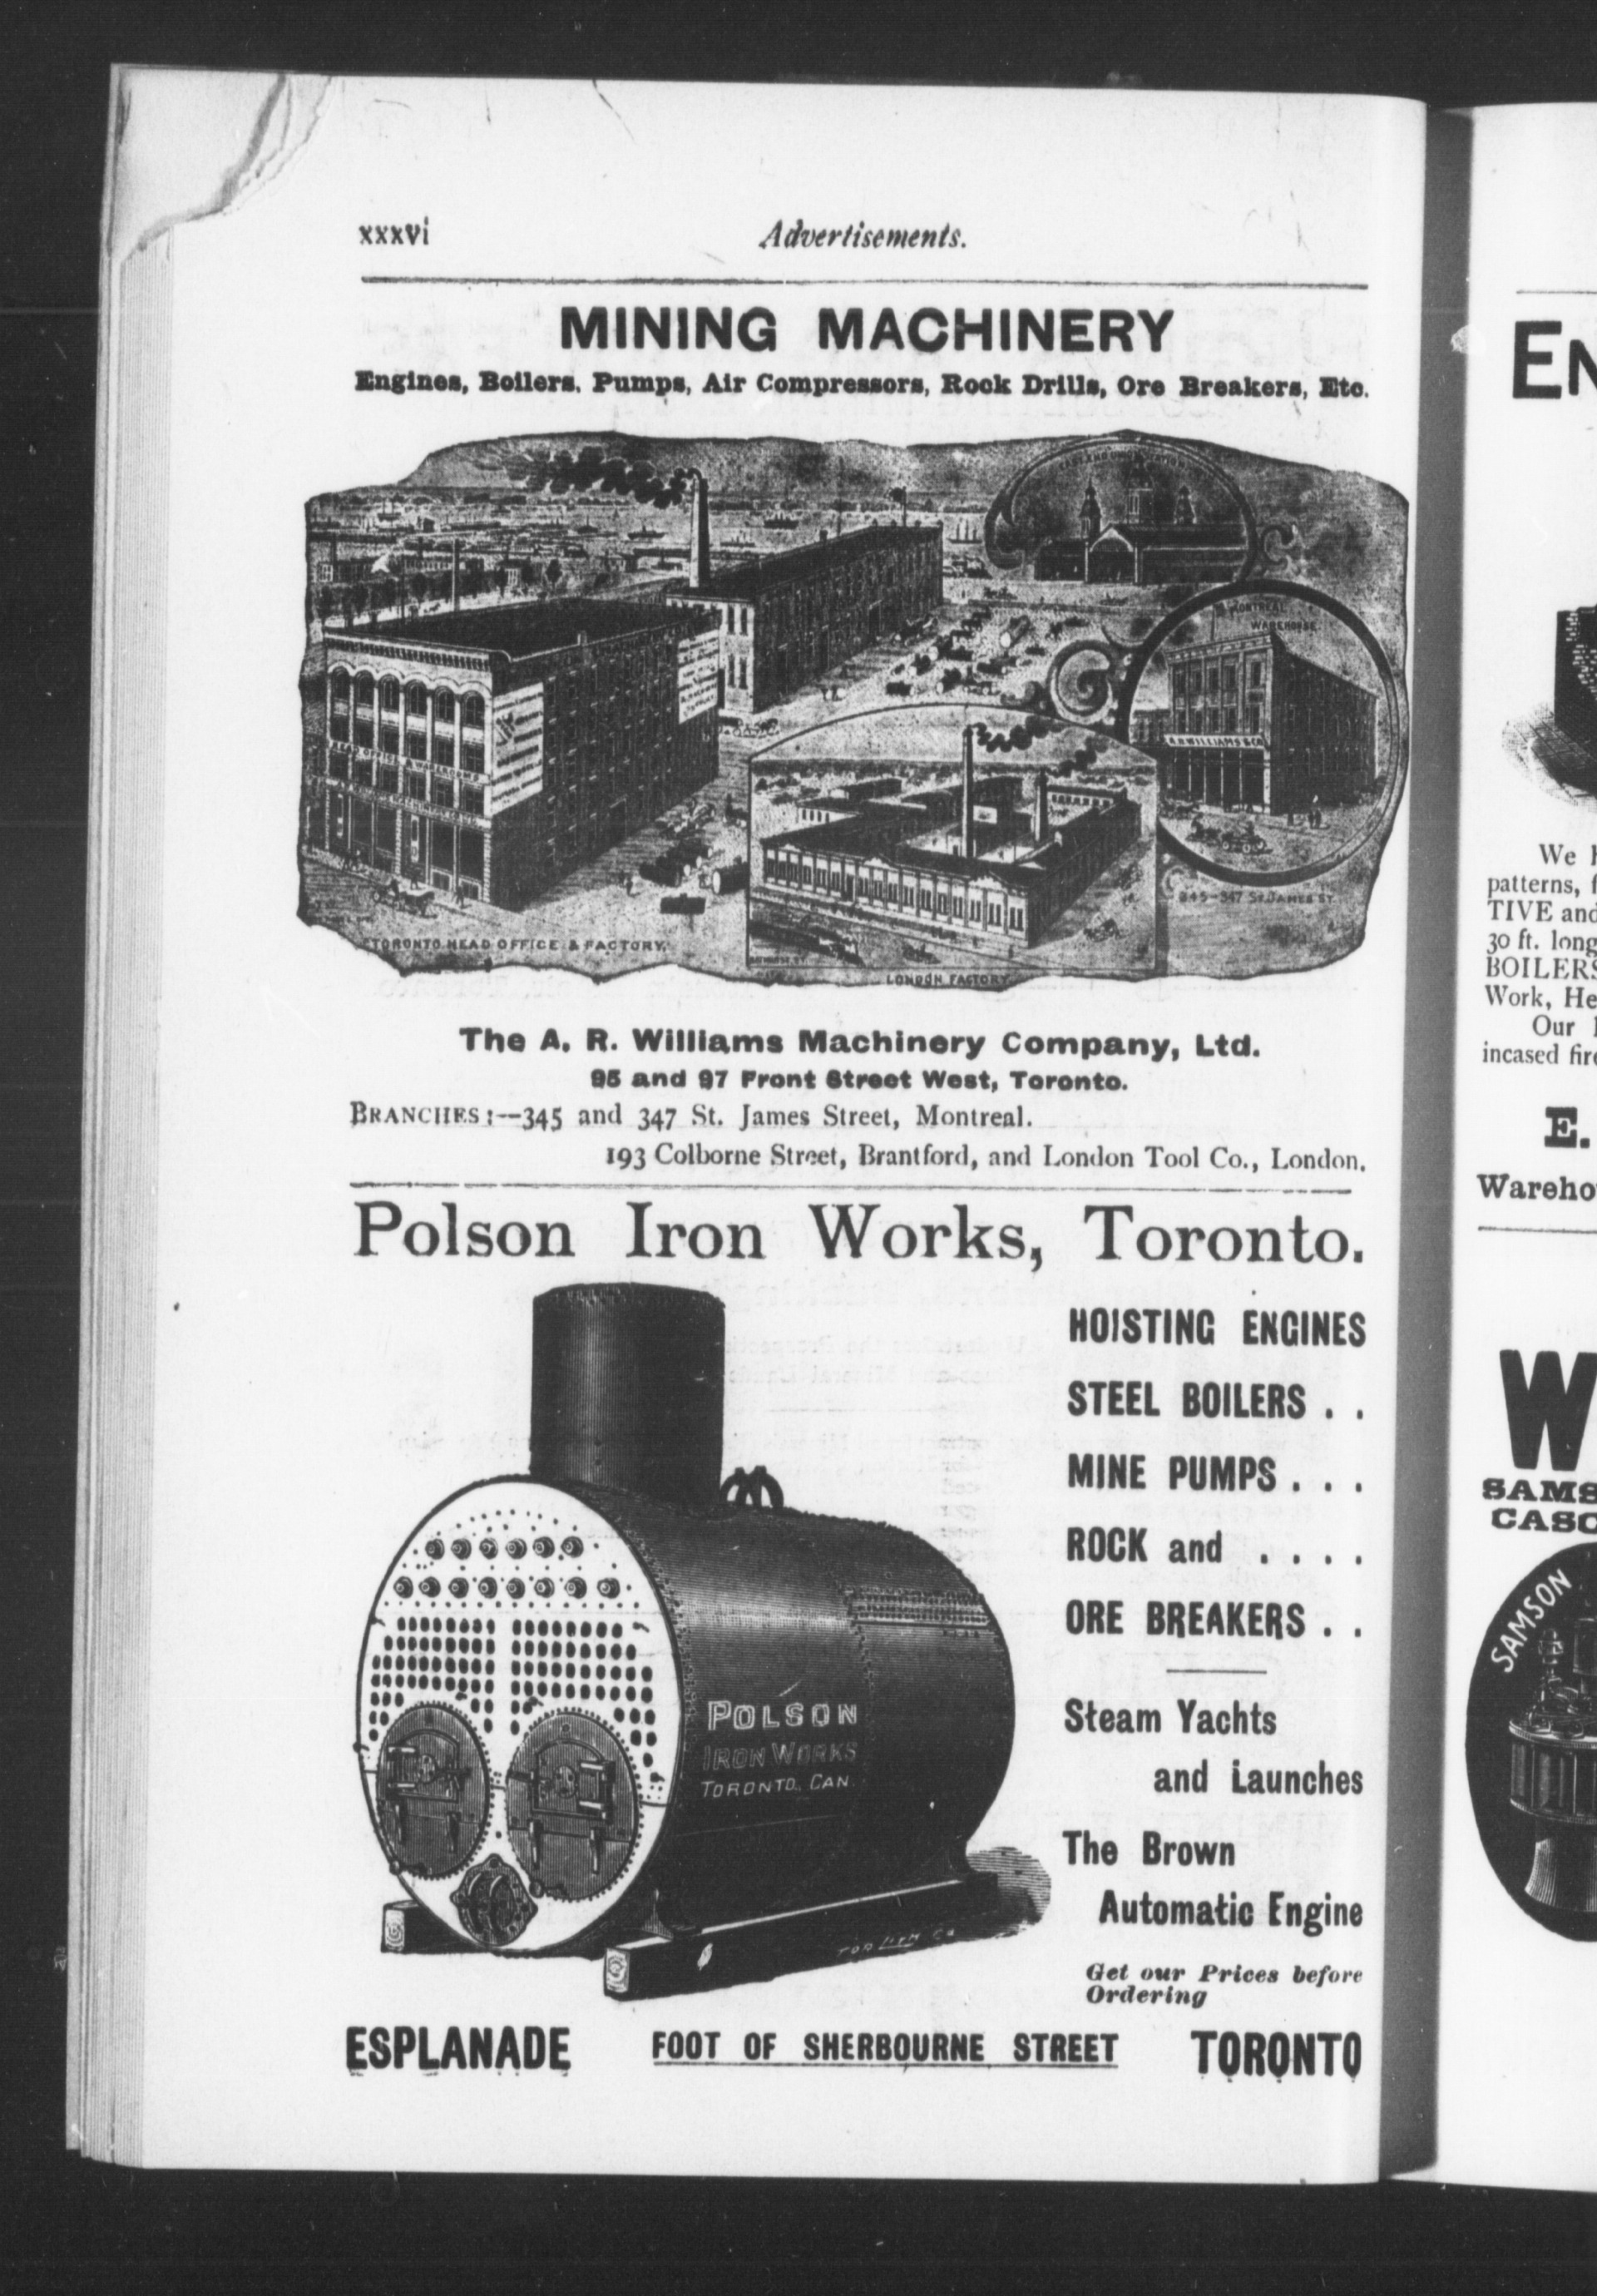 xxxvi
Advertisements.
MINING MACHINERY
Engines, Boilers, Pumps, Air Compressors, Rock Drills, Ore Breakers, Etc.
MONTREAL
WAREHOUSE
A.R. WILLIAMS & CO
HEAD OFFICE & WAREROOMS
345-347 ST. JAMES ST.
TORONTO HEAD OFFICE & FACTORY.
LONDON FACTORY
The A. R. Williams Machinery Company, Ltd.
95 and 97 Front Street West, Toronto.
BRANCHES:—345 and 347 St. James Street, Montreal.
193 Colborne Street, Brantford, and London Tool Co., London.
Polson Iron Works, Toronto.
HOISTING ENGINES
STEEL BOILERS . .
MINE PUMPS . . .
ROCK and . . . .
ORE BREAKERS . .
Steam Yachts
and Launches
The Brown
Automatic Engine
Get our Prices before
Ordering
POLSON
IRON WORKS
TORONTO. CAN.
ESPLANADE FOOT OF SHERBOURNE STREET TORONTO
EN
We
patterns, f
TIVE and
30 ft. long
BOILERS
Work, He
Our
incased fire
E.
Wareho
W
SAMS
CASC
SAMSON